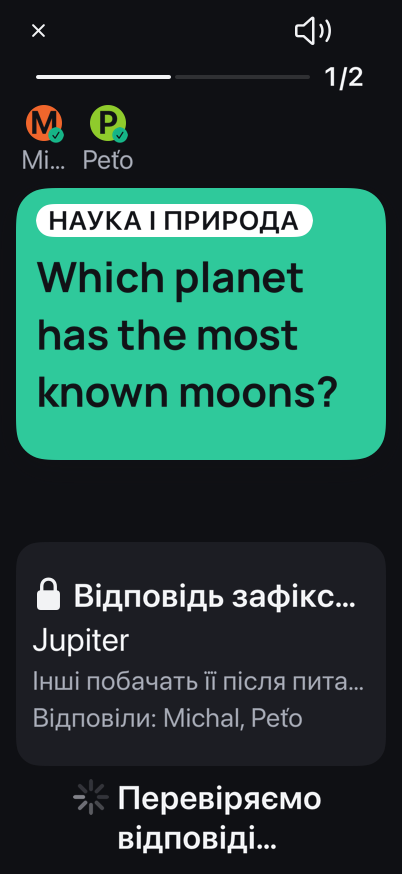 1/2
M P
Mi... Peťo
НАУКА І ПРИРОДА
Which planet
has the most
known moons?
Відповідь зафікс...
Jupiter
Інші побачать її після пита...
Відповіли: Michal, Peťo
Перевіряємо
відповіді...